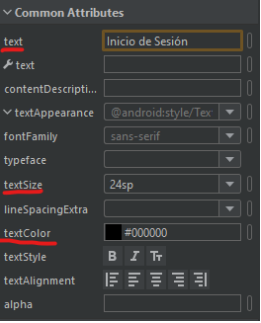 Common Attributes
text Inicio de Sesión
text
contentDescripti...
textAppearance @android:style/Tex
fontFamily sans-serif
typeface
textSize 24sp
lineSpacingExtra
textColor #000000
textStyle B I Tт
textAlignment
alpha